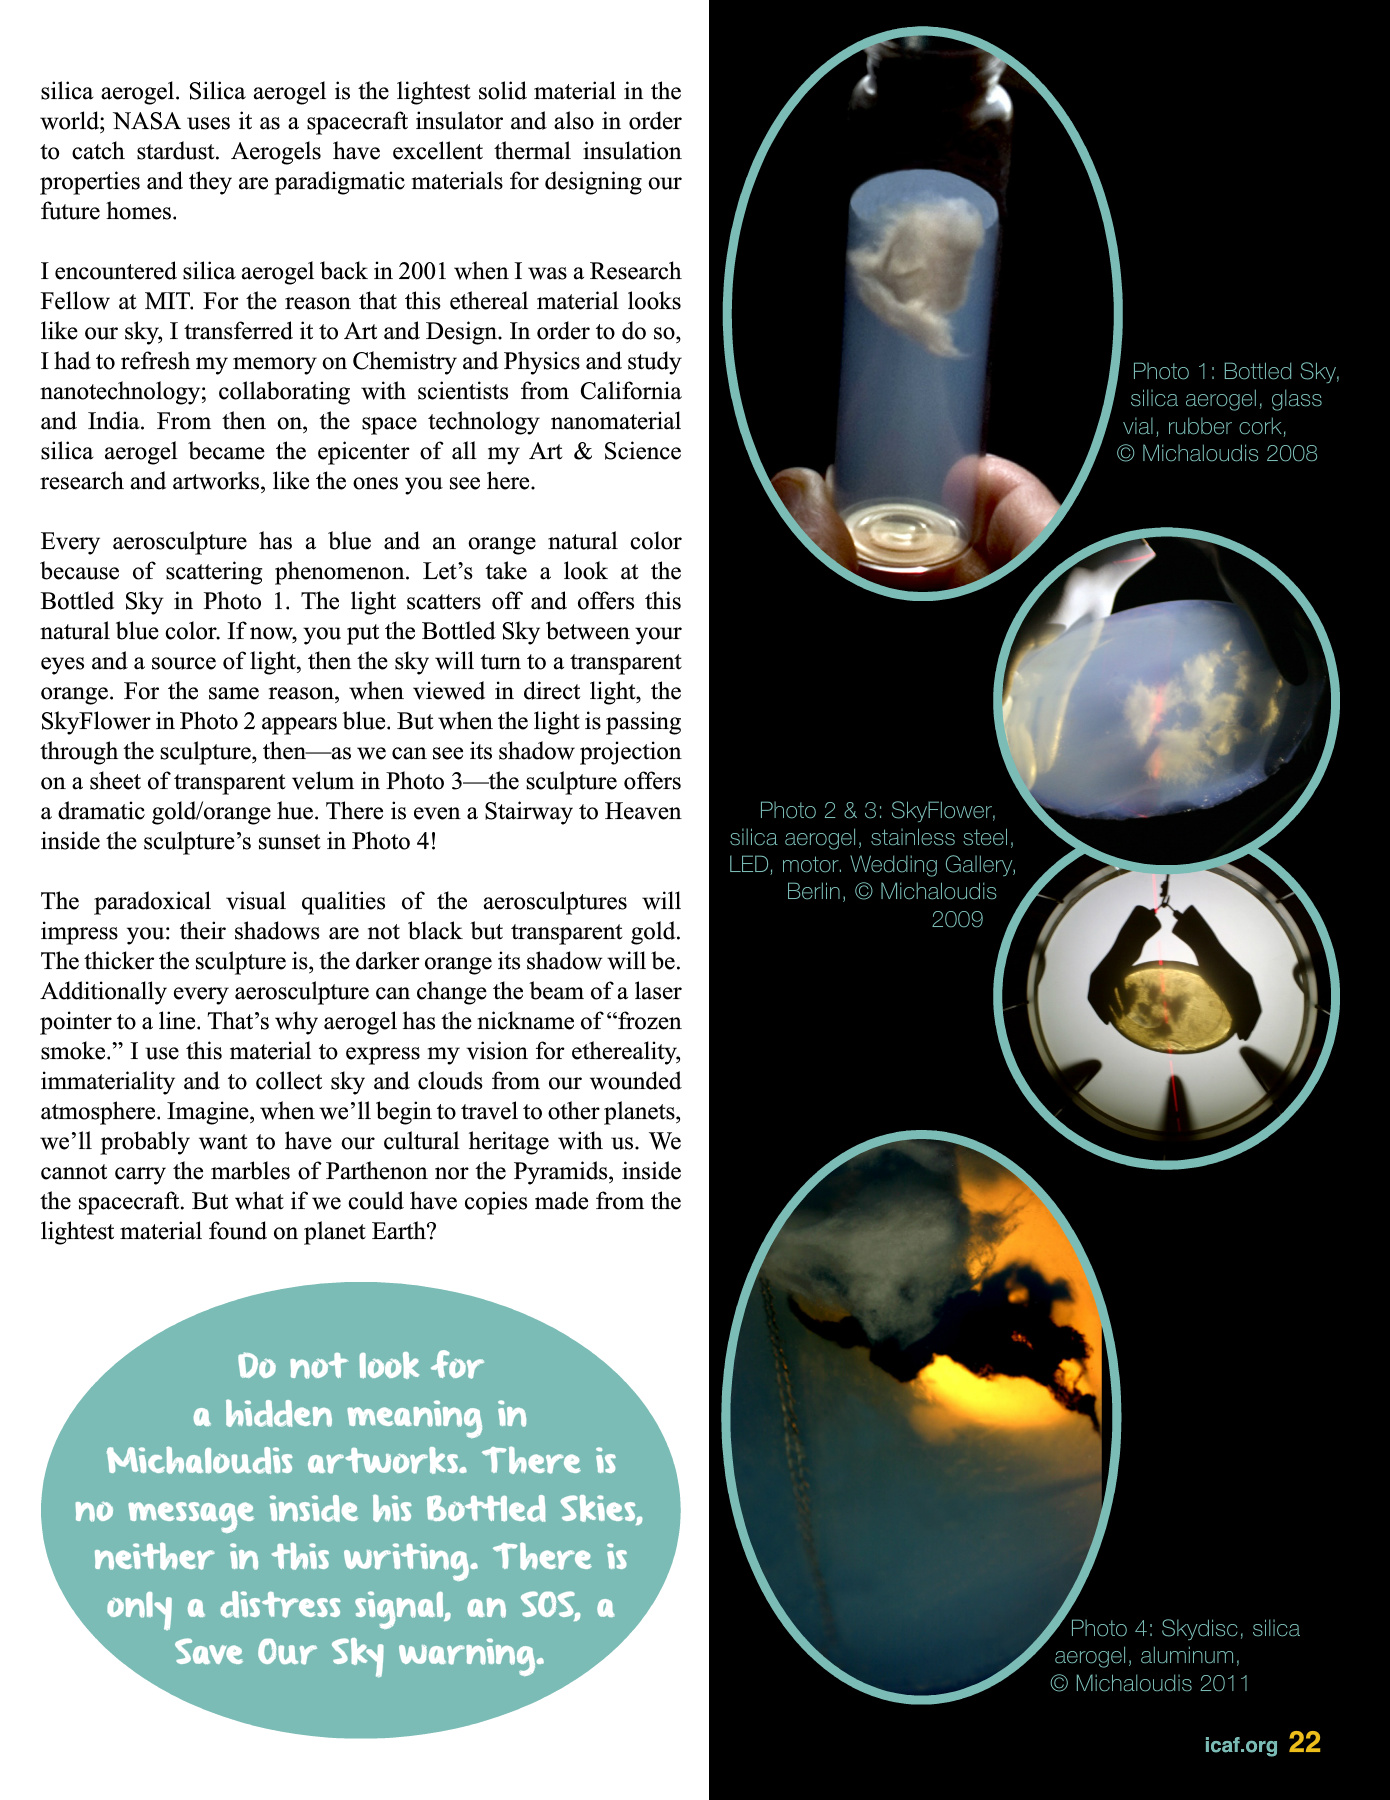 silica aerogel. Silica aerogel is the lightest solid material in the
world; NASA uses it as a spacecraft insulator and also in order
to catch stardust. Aerogels have excellent thermal insulation
properties and they are paradigmatic materials for designing our
future homes.
I encountered silica aerogel back in 2001 when I was a Research
Fellow at MIT. For the reason that this ethereal material looks
like our sky, I transferred it to Art and Design. In order to do so,
I had to refresh my memory on Chemistry and Physics and study
nanotechnology; collaborating with scientists from California
and India. From then on, the space technology nanomaterial
silica aerogel became the epicenter of all my Art & Science
research and artworks, like the ones you see here.
Every aerosculpture has a blue and an orange natural color
because of scattering phenomenon. Let’s take a look at the
Bottled Sky in Photo 1. The light scatters off and offers this
natural blue color. If now, you put the Bottled Sky between your
eyes and a source of light, then the sky will turn to a transparent
orange. For the same reason, when viewed in direct light, the
SkyFlower in Photo 2 appears blue. But when the light is passing
through the sculpture, then—as we can see its shadow projection
on a sheet of transparent velum in Photo 3—the sculpture offers
a dramatic gold/orange hue. There is even a Stairway to Heaven
inside the sculpture’s sunset in Photo 4!
The paradoxical visual qualities of the aerosculptures will
impress you: their shadows are not black but transparent gold.
The thicker the sculpture is, the darker orange its shadow will be.
Additionally every aerosculpture can change the beam of a laser
pointer to a line. That’s why aerogel has the nickname of “frozen
smoke.” I use this material to express my vision for ethereality,
immateriality and to collect sky and clouds from our wounded
atmosphere. Imagine, when we’ll begin to travel to other planets,
we’ll probably want to have our cultural heritage with us. We
cannot carry the marbles of Parthenon nor the Pyramids, inside
the spacecraft. But what if we could have copies made from the
lightest material found on planet Earth?
Do not look for
a hidden meaning in
Michaloudis artworks. There is
no message inside his Bottled Skies,
neither in this writing. There is
only a distress signal, an SOS, a
Save Our Sky warning.
Photo 1: Bottled Sky,
silica aerogel, glass
vial, rubber cork,
© Michaloudis 2008
Photo 2 & 3: SkyFlower,
silica aerogel, stainless steel,
LED, motor. Wedding Gallery,
Berlin, © Michaloudis
2009
Photo 4: Skydisc, silica
aerogel, aluminum,
© Michaloudis 2011
icaf.org 22